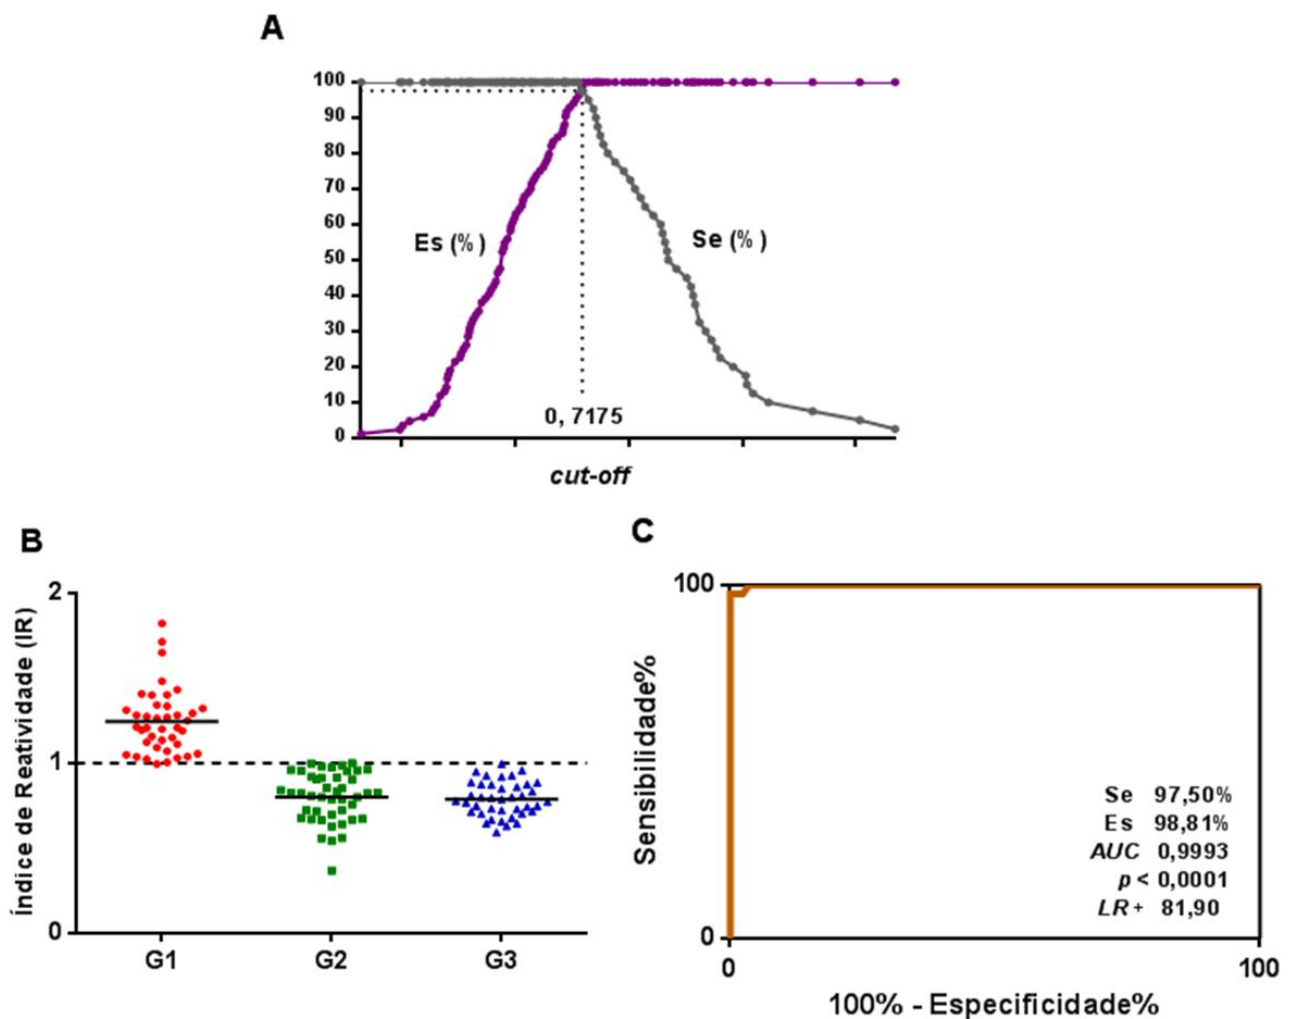 A
100
90
80
70
60
50
40
30
20
10
0
Es (%)
Se (%)
0, 7175
cut-off
B
Índice de Reatividade (IR)
2
1
0
G1
G2
G3
C
Sensibilidade%
100
0
Se 97,50%
Es 98,81%
AUC 0,9993
p < 0,0001
LR+ 81,90
0
100
100% - Especificidade%